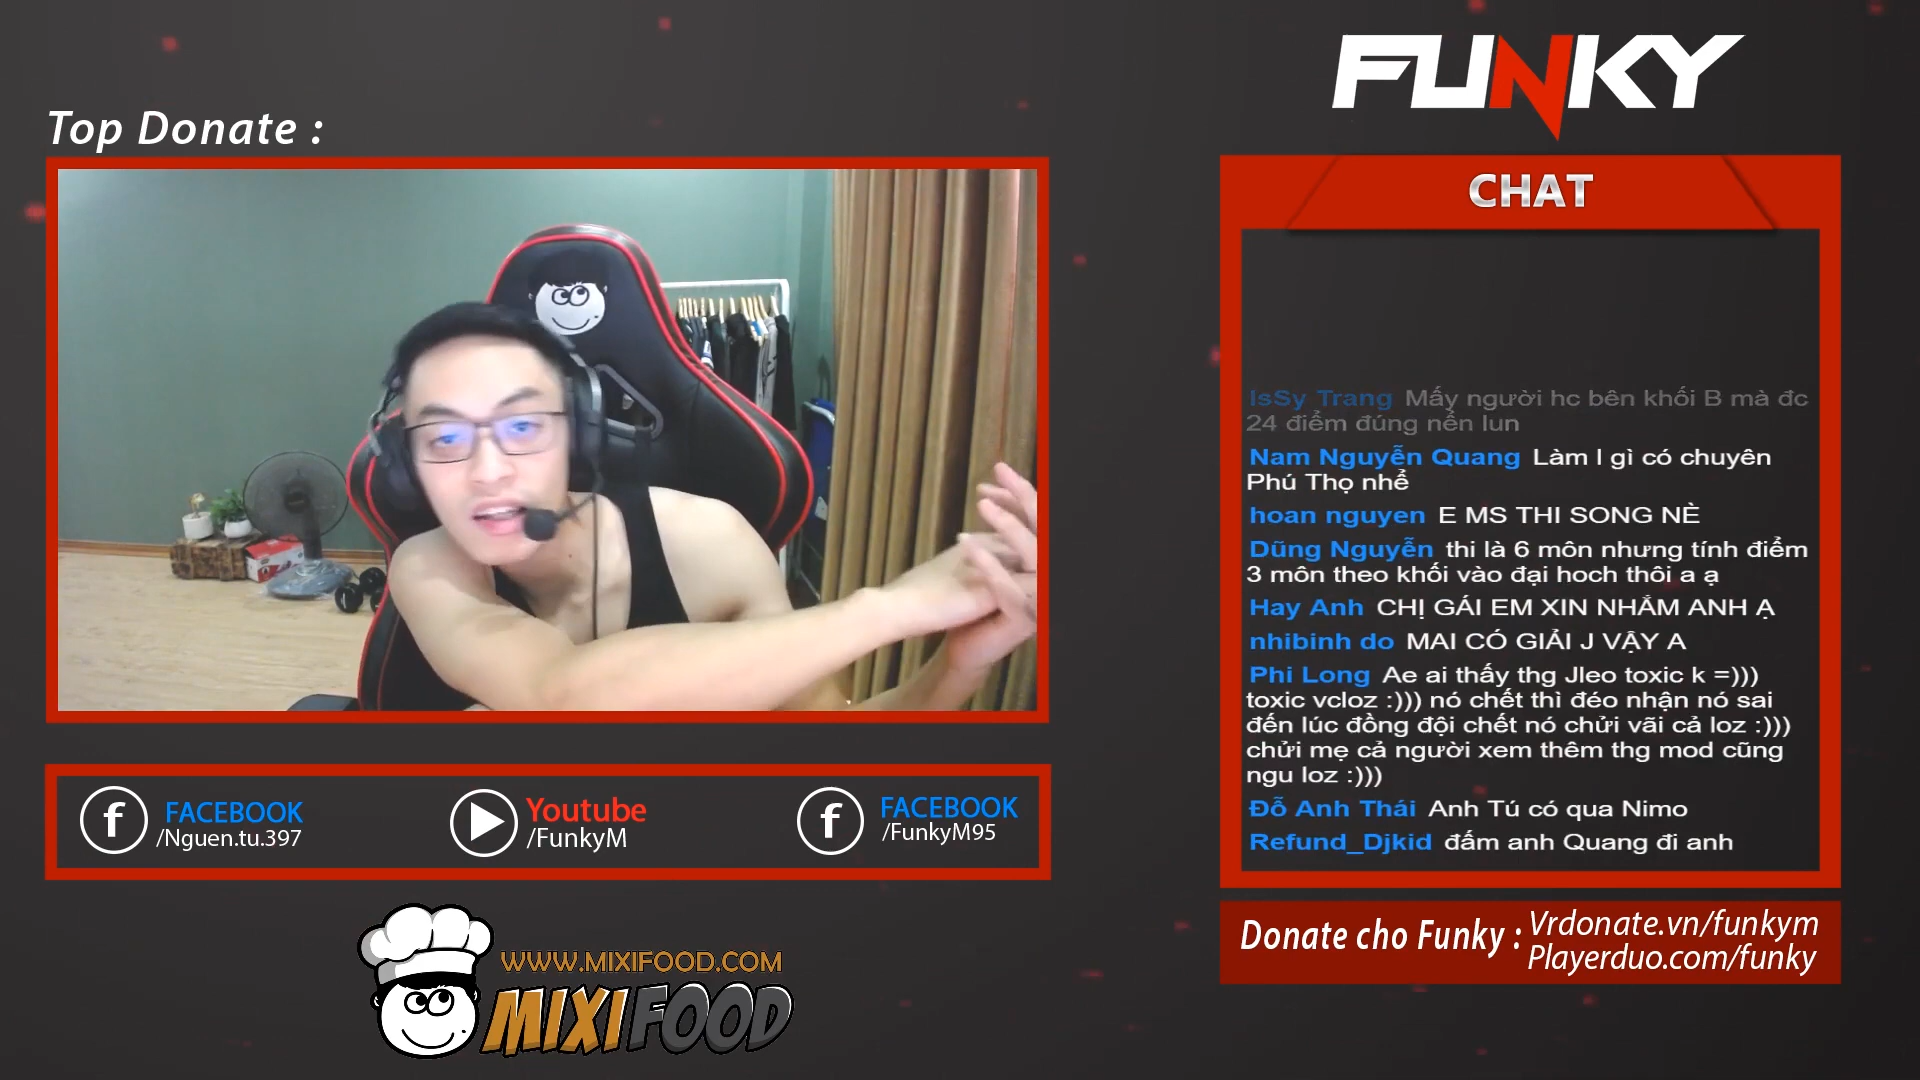 FUNKY
Top Donate :
CHAT
IsSy Trang Mấy người hc bên khối B mà đc
24 điểm đúng nển lun
Nam Nguyễn Quang Làm l gì có chuyên
Phú Thọ nhể
hoan nguyen E MS THI SONG NÈ
Dũng Nguyễn thi là 6 môn nhưng tính điểm
3 môn theo khối vào đại hoch thôi a ạ
Hay Anh CHỊ GÁI EM XIN NHẮM ANH Ạ
nhibinh do MAI CÓ GIẢI J VẬY A
Phi Long Ae ai thấy thg Jleo toxic k =)))
toxic vcloz :))) nó chết thì đéo nhận nó sai
đến lúc đồng đội chết nó chửi vãi cả loz :)))
chửi mẹ cả người xem thêm thg mod cũng
ngu loz :)))
Đỗ Anh Thái Anh Tú có qua Nimo
Refund_Djkid đấm anh Quang đi anh
FACEBOOK
/Nguen.tu.397
Youtube
/FunkyM
FACEBOOK
/FunkyM95
Donate cho Funky : Vrdonate.vn/funkym
Playerduo.com/funky
WWW.MIXIFOOD.COM
MIXIFOOD